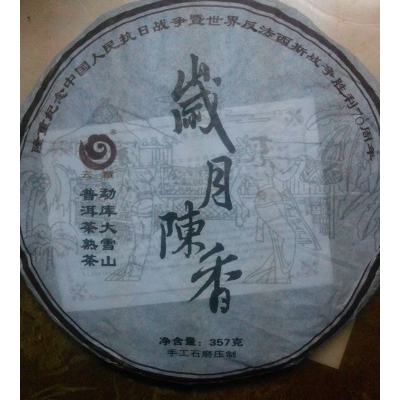 隆重纪念中国人民抗日战争暨世界反法西斯战争胜利70周年
歲月陳香
勐库大雪山
普洱茶熟茶
净含量：357克
手工石磨压制